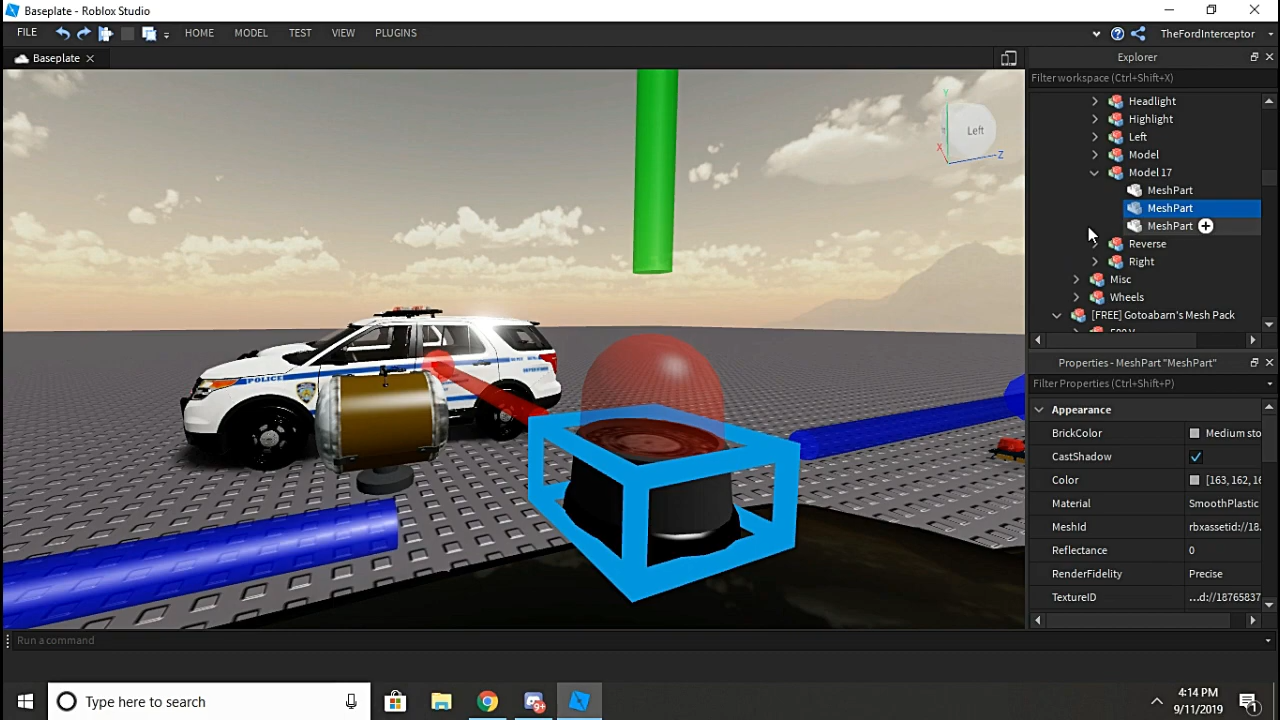 Baseplate - Roblox Studio
FILE HOME MODEL TEST VIEW PLUGINS TheFordInterceptor
Baseplate
Explorer
Filter workspace (Ctrl+Shift+X)
Headlight
Highlight
Left
Model
Model 17
MeshPart
MeshPart
MeshPart
Reverse
Right
Misc
Wheels
[FREE] Gotoabarn's Mesh Pack
Y
Left
X
Z
POLICE
Properties - MeshPart "MeshPart"
Filter Properties (Ctrl+Shift+P)
Appearance
BrickColor Medium sto
CastShadow
Color [163, 162, 16
Material SmoothPlastic
MeshId rbxassetid://18.
Reflectance 0
RenderFidelity Precise
TextureID ...d://18765837
Run a command
Type here to search
9+
4:14 PM
9/11/2019
1